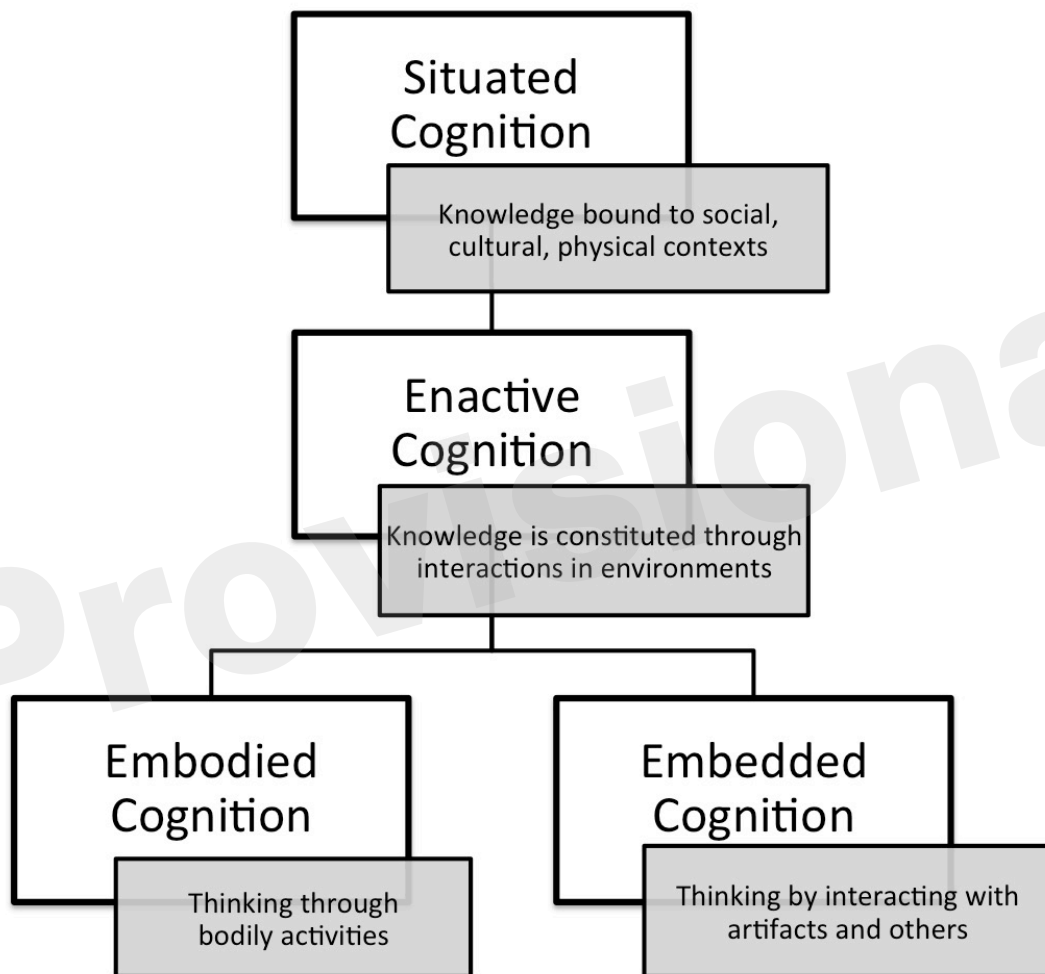 Situated
Cognition
Knowledge bound to social,
cultural, physical contexts
Enactive
Cognition
Knowledge is constituted through
interactions in environments
Embodied
Cognition
Embedded
Cognition
Thinking through
bodily activities
Thinking by interacting with
artifacts and others
Provisiona